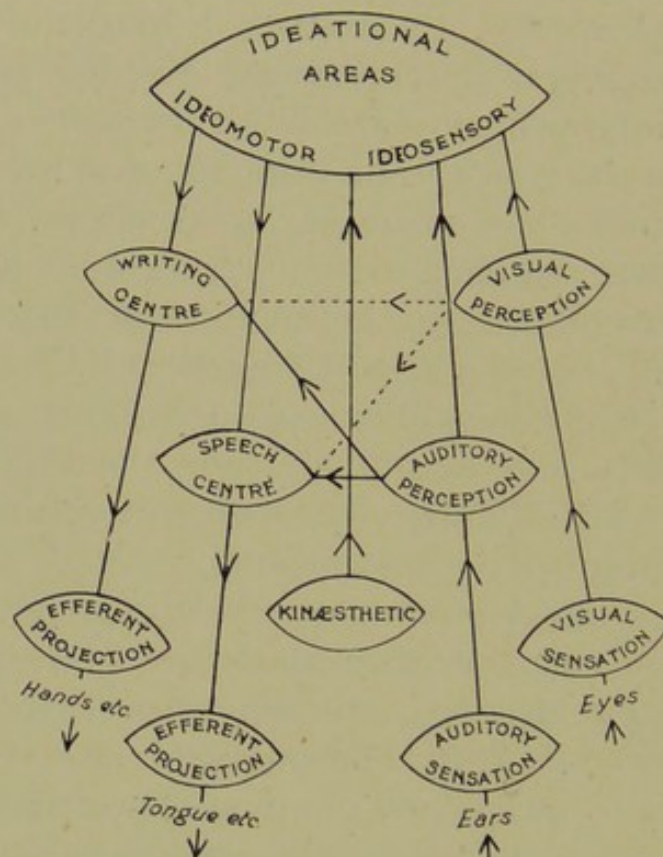 IDEATIONAL
AREAS
IDEOMOTOR
IDEOSENSORY
WRITING
CENTRE
VISUAL
PERCEPTION
SPEECH
CENTRE
AUDITORY
PERCEPTION
EFFERENT
PROJECTION
KINÆSTHETIC
VISUAL
SENSATION
Hands etc
Eyes
EFFERENT
PROJECTION
AUDITORY
SENSATION
Tongue etc
Ears